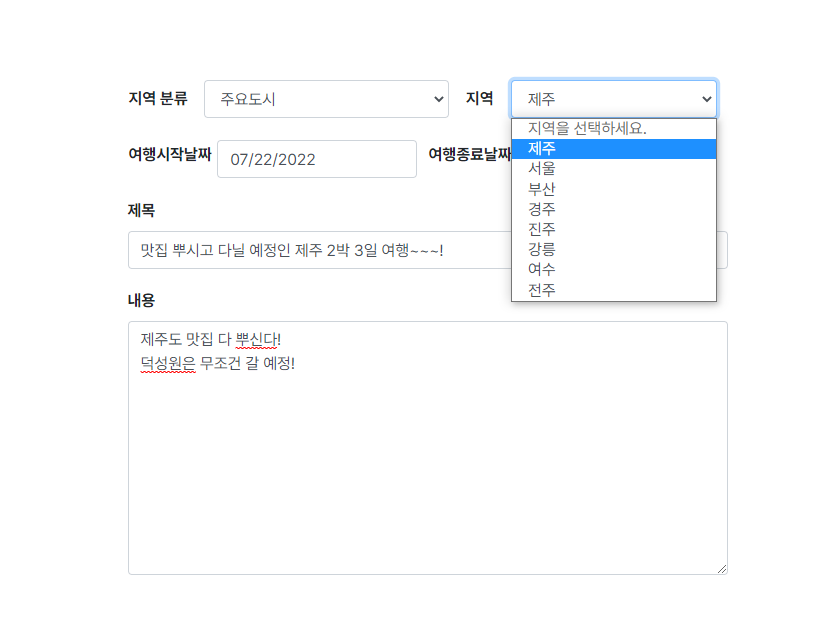 지역 분류 주요도시 지역 제주
지역을 선택하세요.
제주
서울
부산
경주
진주
강릉
여수
전주
여행시작날짜 07/22/2022 여행종료날짜
제목
맛집 뿌시고 다닐 예정인 제주 2박 3일 여행~~~!
내용
제주도 맛집 다 뿌신다!
덕성원은 무조건 갈 예정!